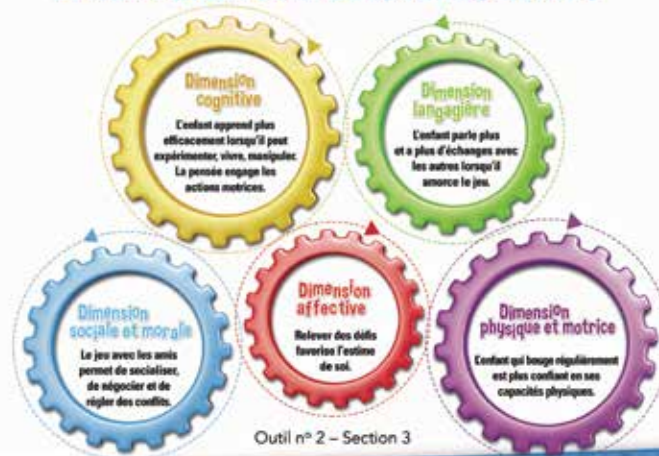 Dimension
cognitive
L'enfant apprend plus
efficacement lorsqu'il peut
expérimenter, vivre, manipuler.
La pensée engage les
actions motrices.
Dimension
langagière
L'enfant parle plus
et a plus d'échanges avec
les autres lorsqu'il
amorce le jeu.
Dimension
sociale et morale
Le jeu avec les amis
permet de socialiser,
de négocier et de
régler des conflits.
Dimension
affective
Relever des défis
favorise l'estime
de soi.
Dimension
physique et motrice
L'enfant qui bouge régulièrement
est plus confiant en ses
capacités physiques.
Outil nº 2 – Section 3